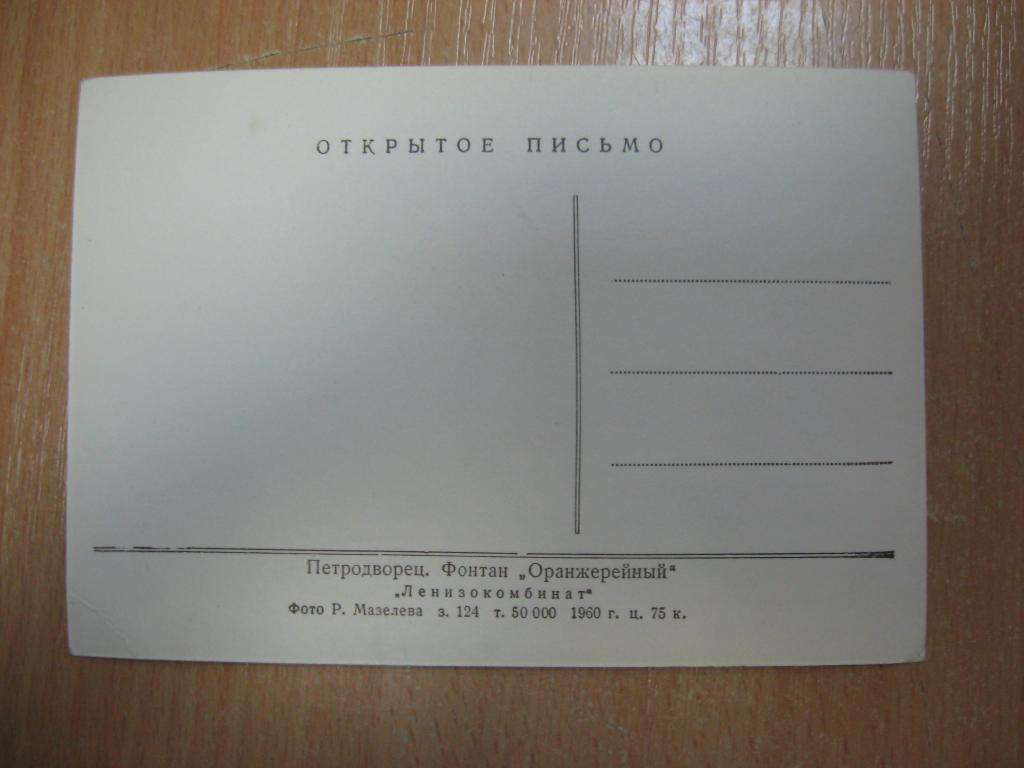 ОТКРЫТОЕ ПИСЬМО
Петродворец. Фонтан „Оранжерейный“
„Ленизокомбинат“
Фото Р. Мазелева з. 124 т. 50 000 1960 г. ц. 75 к.